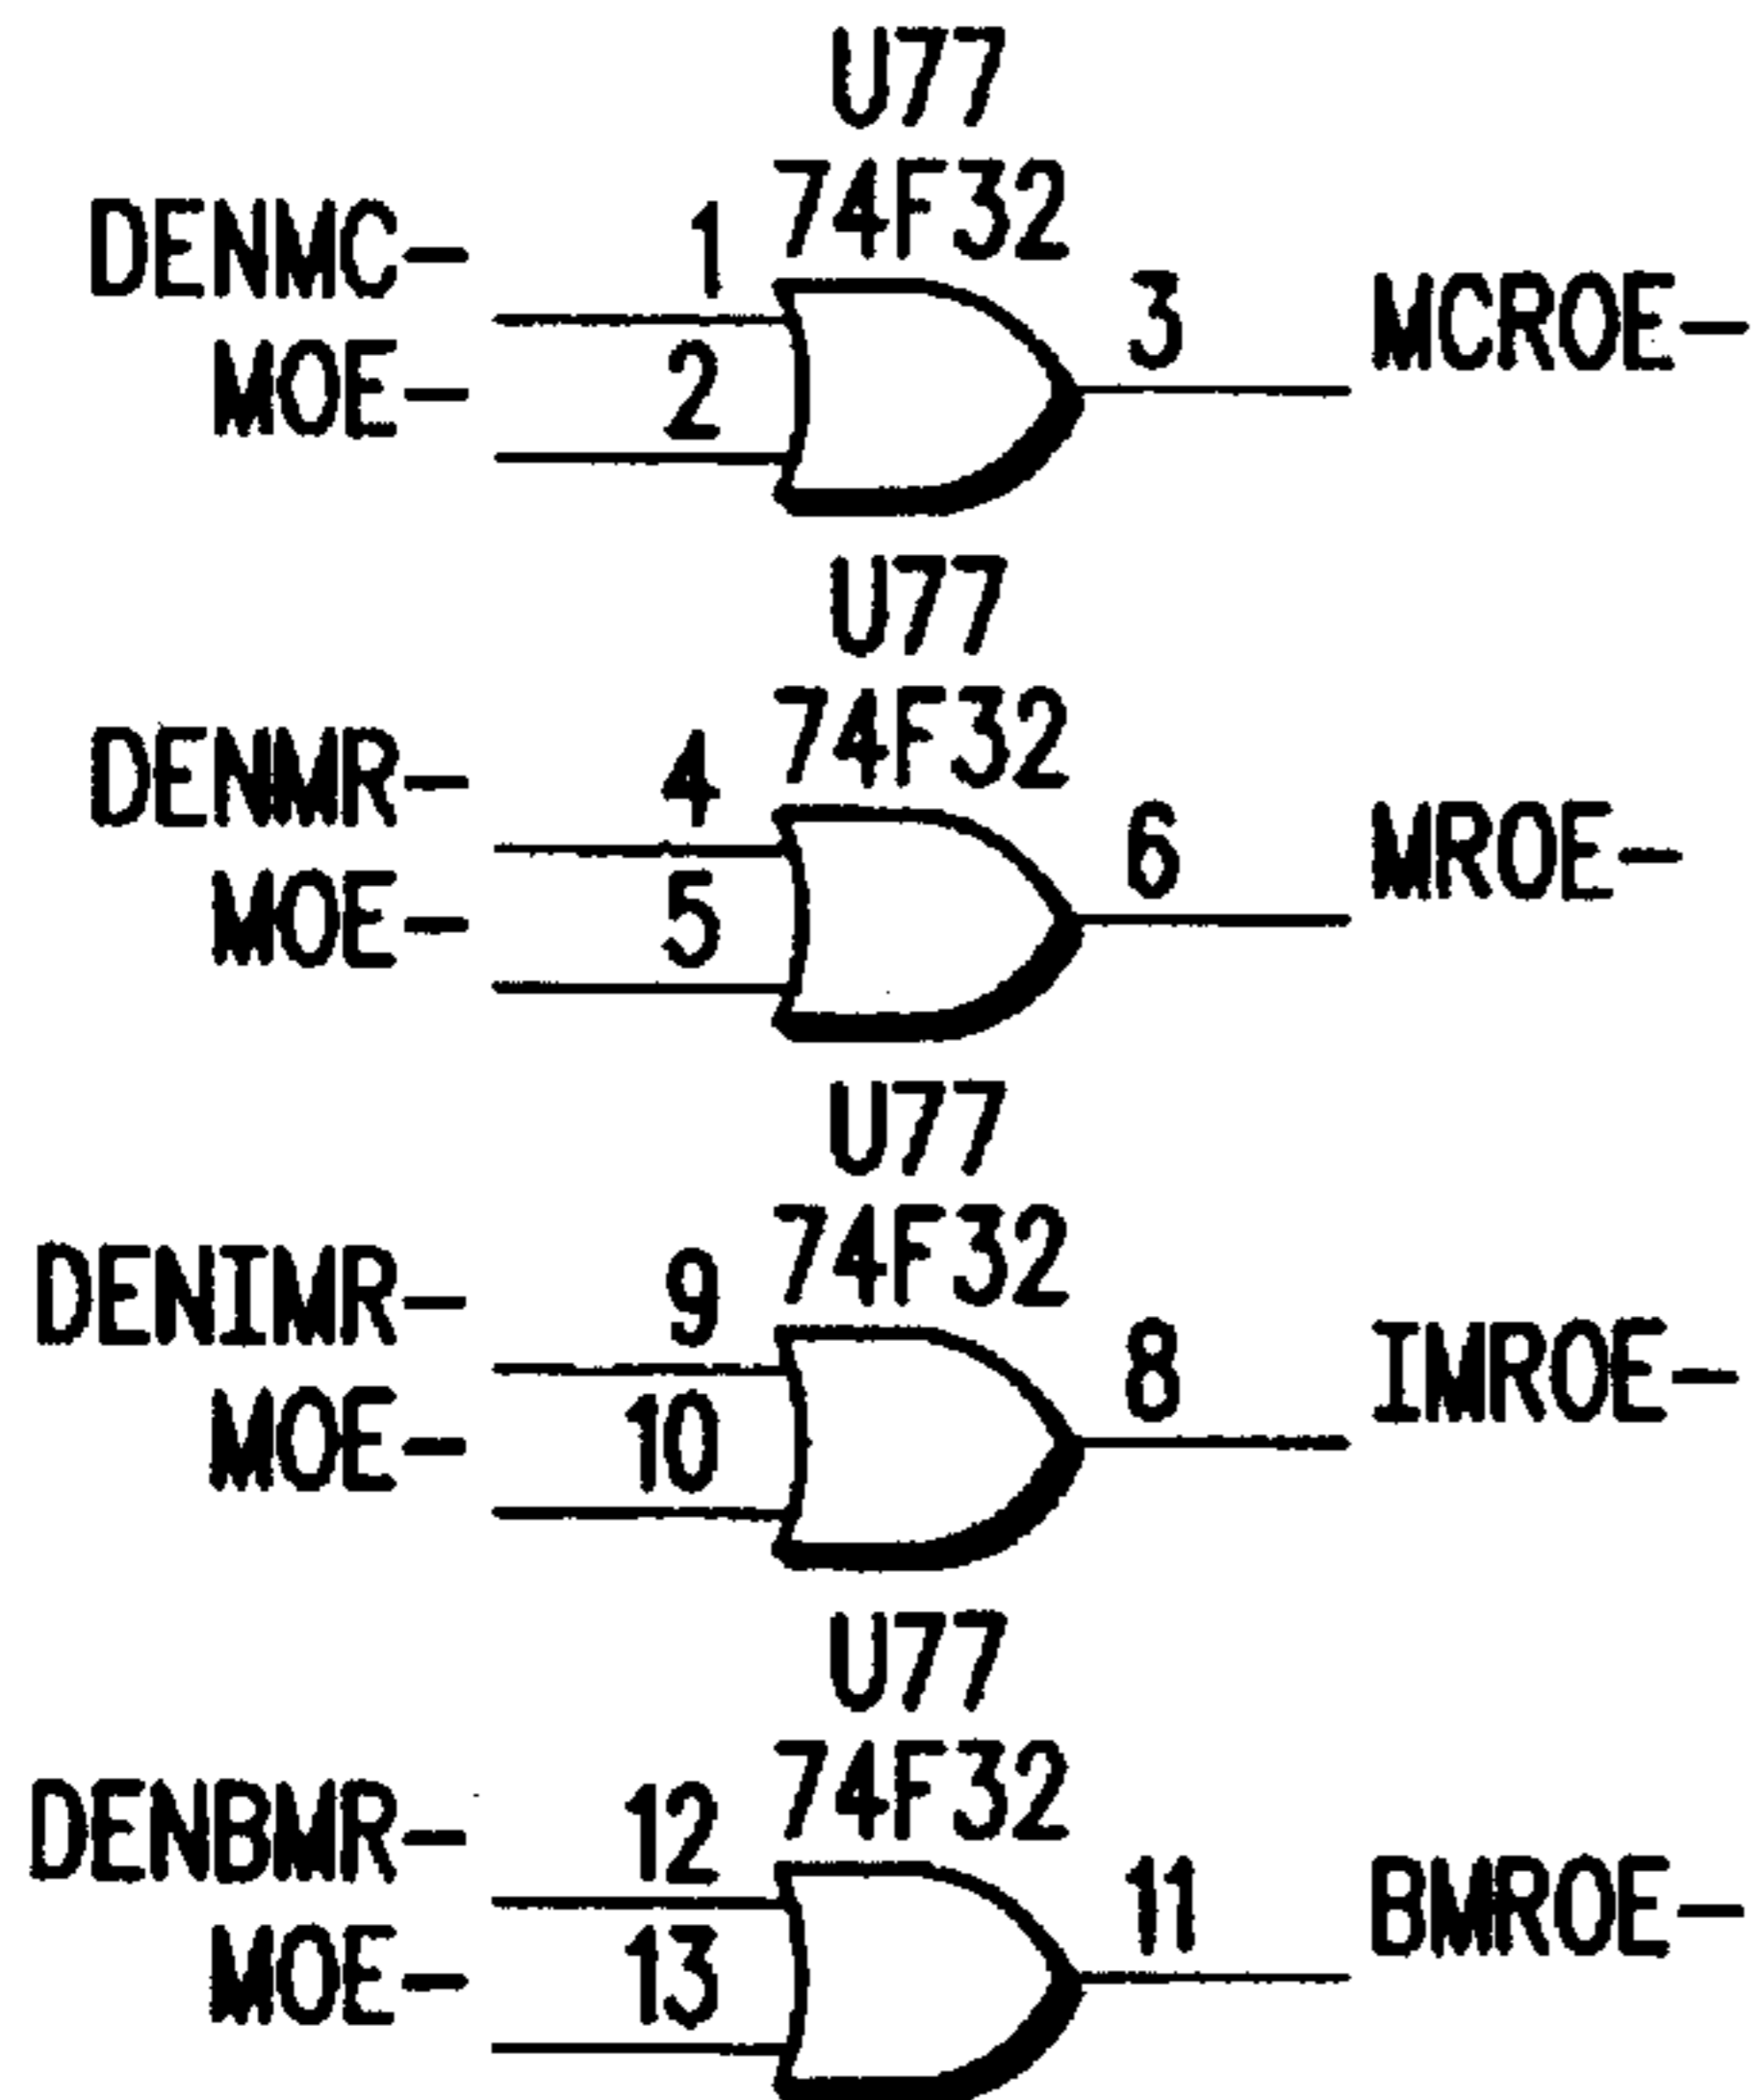 U77
74F32
DENMC- 1
3 MCROE-
MOE- 2
U77
74F32
DENMR- 4
6 MROE-
MOE- 5
U77
74F32
DENIMR- 9
8 IMROE-
MOE- 10
U77
74F32
DENBMR- 12
11 BMROE-
MOE- 13